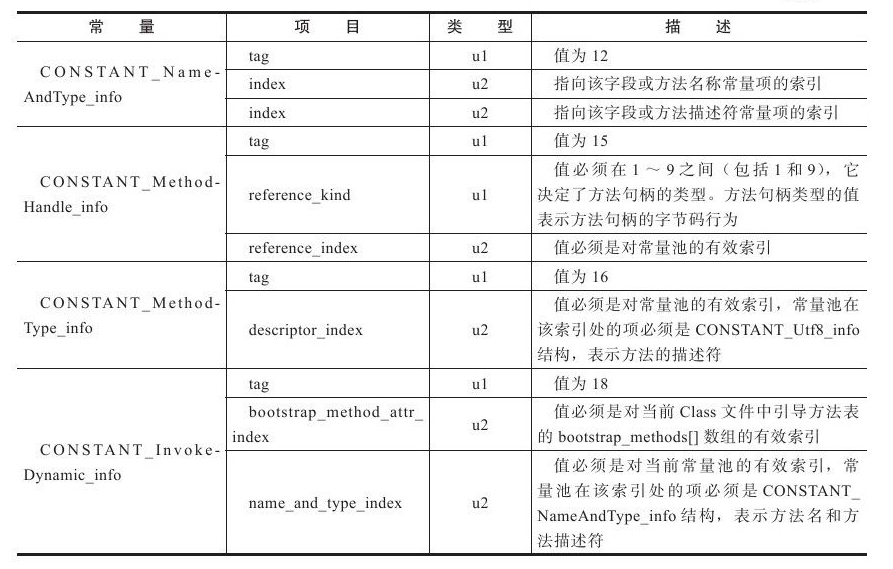 常 量 项 目 类 型 描 述
CONSTANT_Name-
AndType_info
tag u1 值为 12
index u2 指向该字段或方法名称常量项的索引
index u2 指向该字段或方法描述符常量项的索引
CONSTANT_Method-
Handle_info
tag u1 值为 15
reference_kind u1 值必须在 1 ～ 9 之间（包括 1 和 9），它
决定了方法句柄的类型。方法句柄类型的值
表示方法句柄的字节码行为
reference_index u2 值必须是对常量池的有效索引
CONSTANT_Method-
Type_info
tag u1 值为 16
descriptor_index u2 值必须是对常量池的有效索引，常量池在
该索引处的项必须是 CONSTANT_Utf8_info
结构，表示方法的描述符
CONSTANT_Invoke-
Dynamic_info
tag u1 值为 18
bootstrap_method_attr_
index u2 值必须是对当前 Class 文件中引导方法表
的 bootstrap_methods[] 数组的有效索引
name_and_type_index u2 值必须是对当前常量池的有效索引，常
量池在该索引处的项必须是 CONSTANT_
NameAndType_info 结构，表示方法名和方
法描述符